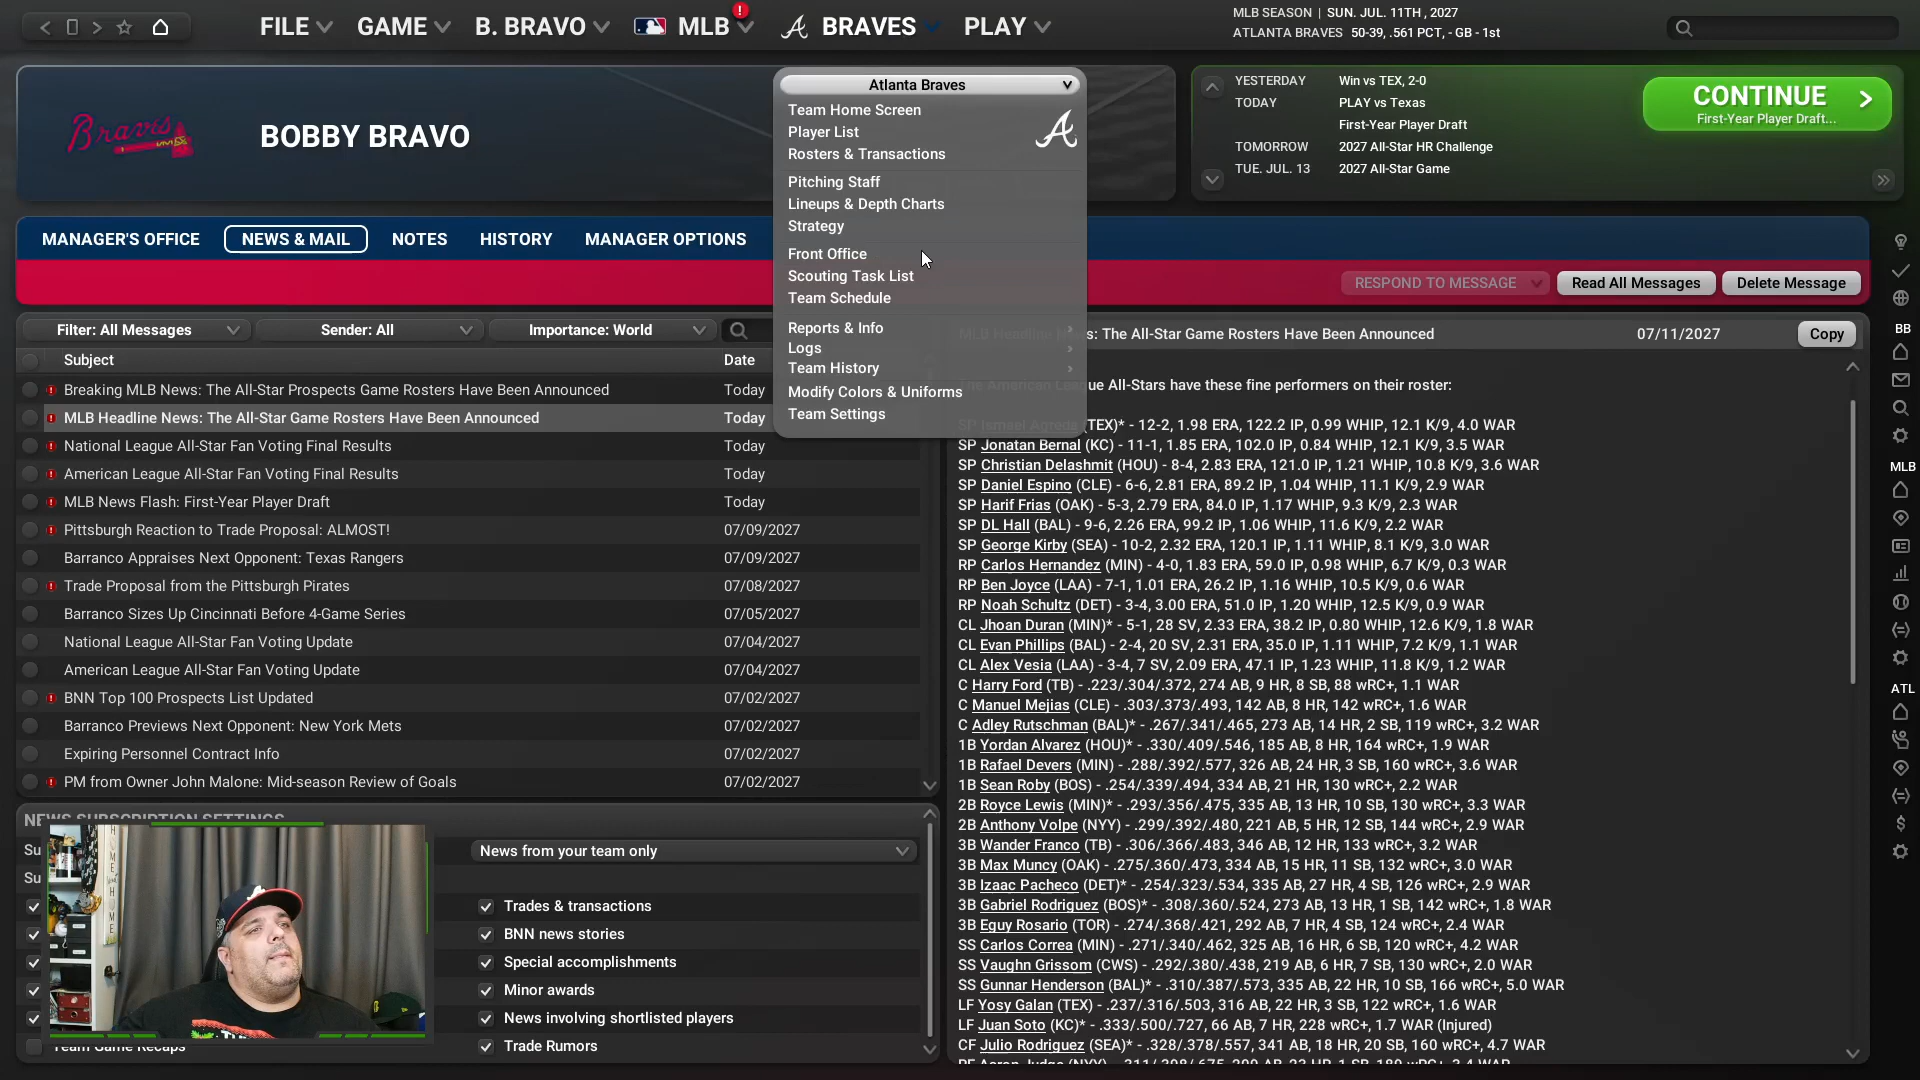 FILE GAME B. BRAVO MLB BRAVES PLAY
MLB SEASON | SUN. JUL. 11TH , 2027
ATLANTA BRAVES 50-39, .561 PCT, - GB - 1st
Braves
BOBBY BRAVO
Atlanta Braves
Team Home Screen
Player List
Rosters & Transactions
Pitching Staff
Lineups & Depth Charts
Strategy
Front Office
Scouting Task List
Team Schedule
Reports & Info
Logs
Team History
Modify Colors & Uniforms
Team Settings
YESTERDAY Win vs TEX, 2-0
TODAY PLAY vs Texas
First-Year Player Draft
TOMORROW 2027 All-Star HR Challenge
TUE. JUL. 13 2027 All-Star Game
CONTINUE
First-Year Player Draft...
MANAGER'S OFFICE NEWS & MAIL NOTES HISTORY MANAGER OPTIONS
RESPOND TO MESSAGE Read All Messages Delete Message
Filter: All Messages Sender: All Importance: World
Subject Date
Breaking MLB News: The All-Star Prospects Game Rosters Have Been Announced Today
MLB Headline News: The All-Star Game Rosters Have Been Announced Today
National League All-Star Fan Voting Final Results Today
American League All-Star Fan Voting Final Results Today
MLB News Flash: First-Year Player Draft Today
Pittsburgh Reaction to Trade Proposal: ALMOST! 07/09/2027
Barranco Appraises Next Opponent: Texas Rangers 07/09/2027
Trade Proposal from the Pittsburgh Pirates 07/08/2027
Barranco Sizes Up Cincinnati Before 4-Game Series 07/05/2027
National League All-Star Fan Voting Update 07/04/2027
American League All-Star Fan Voting Update 07/04/2027
BNN Top 100 Prospects List Updated 07/02/2027
Barranco Previews Next Opponent: New York Mets 07/02/2027
Expiring Personnel Contract Info 07/02/2027
PM from Owner John Malone: Mid-season Review of Goals 07/02/2027
NEWS SUBSCRIPTION SETTINGS
Su
Su
News from your team only
Trades & transactions
BNN news stories
Special accomplishments
Minor awards
News involving shortlisted players
Team Game Recaps Trade Rumors
MLB Headline News: The All-Star Game Rosters Have Been Announced 07/11/2027 Copy
The American League All-Stars have these fine performers on their roster:
SP Ismael Agreda (TEX)* - 12-2, 1.98 ERA, 122.2 IP, 0.99 WHIP, 12.1 K/9, 4.0 WAR
SP Jonatan Bernal (KC) - 11-1, 1.85 ERA, 102.0 IP, 0.84 WHIP, 12.1 K/9, 3.5 WAR
SP Christian Delashmit (HOU) - 8-4, 2.83 ERA, 121.0 IP, 1.21 WHIP, 10.8 K/9, 3.6 WAR
SP Daniel Espino (CLE) - 6-6, 2.81 ERA, 89.2 IP, 1.04 WHIP, 11.1 K/9, 2.9 WAR
SP Harif Frias (OAK) - 5-3, 2.79 ERA, 84.0 IP, 1.17 WHIP, 9.3 K/9, 2.3 WAR
SP DL Hall (BAL) - 9-6, 2.26 ERA, 99.2 IP, 1.06 WHIP, 11.6 K/9, 2.2 WAR
SP George Kirby (SEA) - 10-2, 2.32 ERA, 120.1 IP, 1.11 WHIP, 8.1 K/9, 3.0 WAR
RP Carlos Hernandez (MIN) - 4-0, 1.83 ERA, 59.0 IP, 0.98 WHIP, 6.7 K/9, 0.3 WAR
RP Ben Joyce (LAA) - 7-1, 1.01 ERA, 26.2 IP, 1.16 WHIP, 10.5 K/9, 0.6 WAR
RP Noah Schultz (DET) - 3-4, 3.00 ERA, 51.0 IP, 1.20 WHIP, 12.5 K/9, 0.9 WAR
CL Jhoan Duran (MIN)* - 5-1, 28 SV, 2.33 ERA, 38.2 IP, 0.80 WHIP, 12.6 K/9, 1.8 WAR
CL Evan Phillips (BAL) - 2-4, 20 SV, 2.31 ERA, 35.0 IP, 1.11 WHIP, 7.2 K/9, 1.1 WAR
CL Alex Vesia (LAA) - 3-4, 7 SV, 2.09 ERA, 47.1 IP, 1.23 WHIP, 11.8 K/9, 1.2 WAR
C Harry Ford (TB) - .223/.304/.372, 274 AB, 9 HR, 8 SB, 88 wRC+, 1.1 WAR
C Manuel Mejias (CLE) - .303/.373/.493, 142 AB, 8 HR, 142 wRC+, 1.6 WAR
C Adley Rutschman (BAL)* - .267/.341/.465, 273 AB, 14 HR, 2 SB, 119 wRC+, 3.2 WAR
1B Yordan Alvarez (HOU)* - .330/.409/.546, 185 AB, 8 HR, 164 wRC+, 1.9 WAR
1B Rafael Devers (MIN) - .288/.392/.577, 326 AB, 24 HR, 3 SB, 160 wRC+, 3.6 WAR
1B Sean Roby (BOS) - .254/.339/.494, 334 AB, 21 HR, 130 wRC+, 2.2 WAR
2B Royce Lewis (MIN)* - .293/.356/.475, 335 AB, 13 HR, 10 SB, 130 wRC+, 3.3 WAR
2B Anthony Volpe (NYY) - .299/.392/.480, 221 AB, 5 HR, 12 SB, 144 wRC+, 2.9 WAR
3B Wander Franco (TB) - .306/.366/.483, 346 AB, 12 HR, 133 wRC+, 3.2 WAR
3B Max Muncy (OAK) - .275/.360/.473, 334 AB, 15 HR, 11 SB, 132 wRC+, 3.0 WAR
3B Izaac Pacheco (DET)* - .254/.323/.534, 335 AB, 27 HR, 4 SB, 126 wRC+, 2.9 WAR
3B Gabriel Rodriguez (BOS)* - .308/.360/.524, 273 AB, 13 HR, 1 SB, 142 wRC+, 1.8 WAR
3B Eguy Rosario (TOR) - .274/.368/.421, 292 AB, 7 HR, 4 SB, 124 wRC+, 2.4 WAR
SS Carlos Correa (MIN) - .271/.340/.462, 325 AB, 16 HR, 6 SB, 120 wRC+, 4.2 WAR
SS Vaughn Grissom (CWS) - .292/.380/.438, 219 AB, 6 HR, 7 SB, 130 wRC+, 2.0 WAR
SS Gunnar Henderson (BAL)* - .310/.387/.573, 335 AB, 22 HR, 10 SB, 166 wRC+, 5.0 WAR
LF Yosy Galan (TEX) - .237/.316/.503, 316 AB, 22 HR, 3 SB, 122 wRC+, 1.6 WAR
LF Juan Soto (KC)* - .333/.500/.727, 66 AB, 7 HR, 228 wRC+, 1.7 WAR (Injured)
CF Julio Rodriguez (SEA)* - .328/.378/.557, 341 AB, 18 HR, 20 SB, 160 wRC+, 4.7 WAR
BB
MLB
ATL